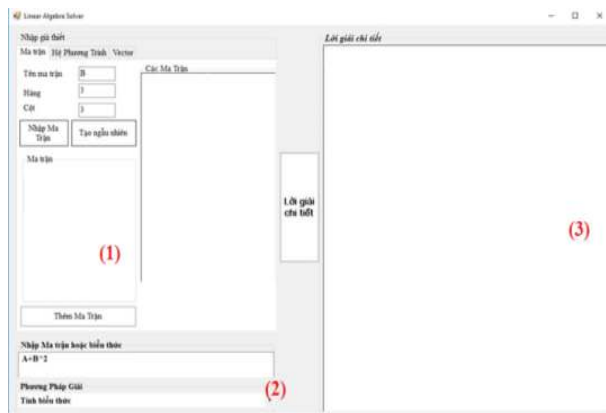 Linear Algebra Solver
Nhập giả thiết
Ma trận Hệ Phương Trình Vector
Tên ma trận B
Hàng 3
Cột 3
Nhập Ma Trận
Tạo ngẫu nhiên
Ma trận
(1)
Thêm Ma Trận
Các Ma Trận
Nhập Ma trận hoặc biểu thức
A+B^2
Phương Pháp Giải
Tính biểu thức
(2)
Lời giải
chi tiết
Lời giải chi tiết
(3)